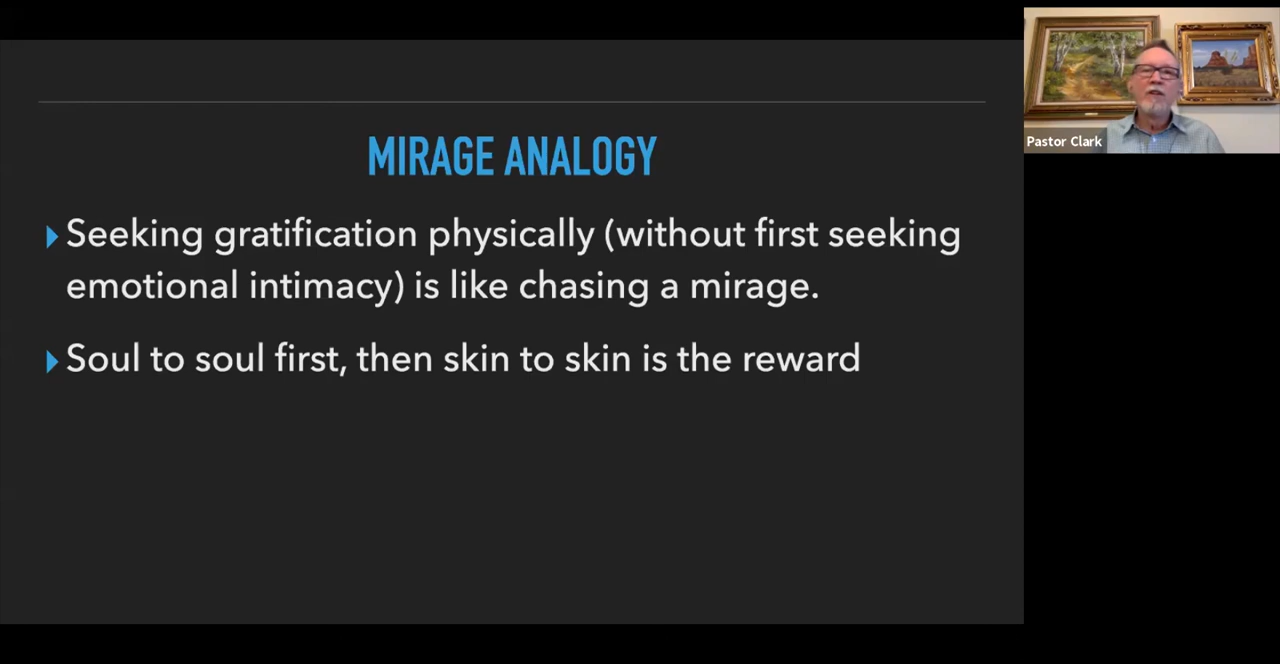 MIRAGE ANALOGY
Seeking gratification physically (without first seeking
emotional intimacy) is like chasing a mirage.
Soul to soul first, then skin to skin is the reward
Pastor Clark